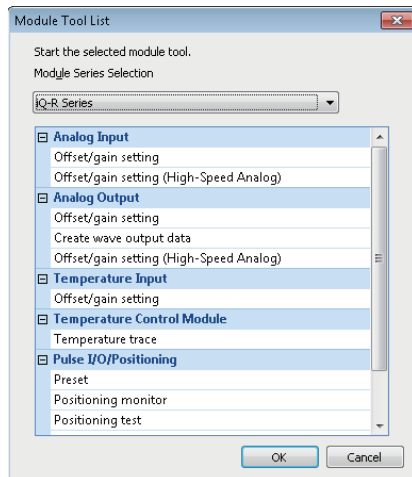 Module Tool List
Start the selected module tool.
Module Series Selection
iQ-R Series
Analog Input
Offset/gain setting
Offset/gain setting (High-Speed Analog)
Analog Output
Offset/gain setting
Create wave output data
Offset/gain setting (High-Speed Analog)
Temperature Input
Offset/gain setting
Temperature Control Module
Temperature trace
Pulse I/O/Positioning
Preset
Positioning monitor
Positioning test
OK Cancel